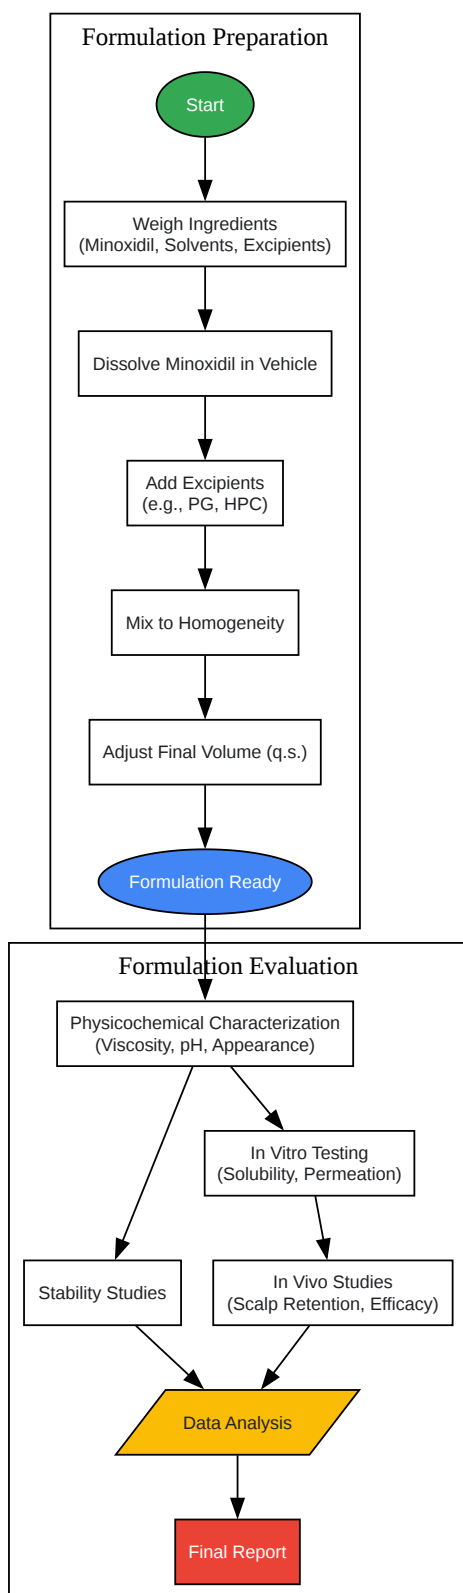 Formulation Preparation
Start
Weigh Ingredients
(Minoxidil, Solvents, Excipients)
Dissolve Minoxidil in Vehicle
Add Excipients
(e.g., PG, HPC)
Mix to Homogeneity
Adjust Final Volume (q.s.)
Formulation Ready
Formulation Evaluation
Physicochemical Characterization
(Viscosity, pH, Appearance)
In Vitro Testing
(Solubility, Permeation)
Stability Studies
In Vivo Studies
(Scalp Retention, Efficacy)
Data Analysis
Final Report